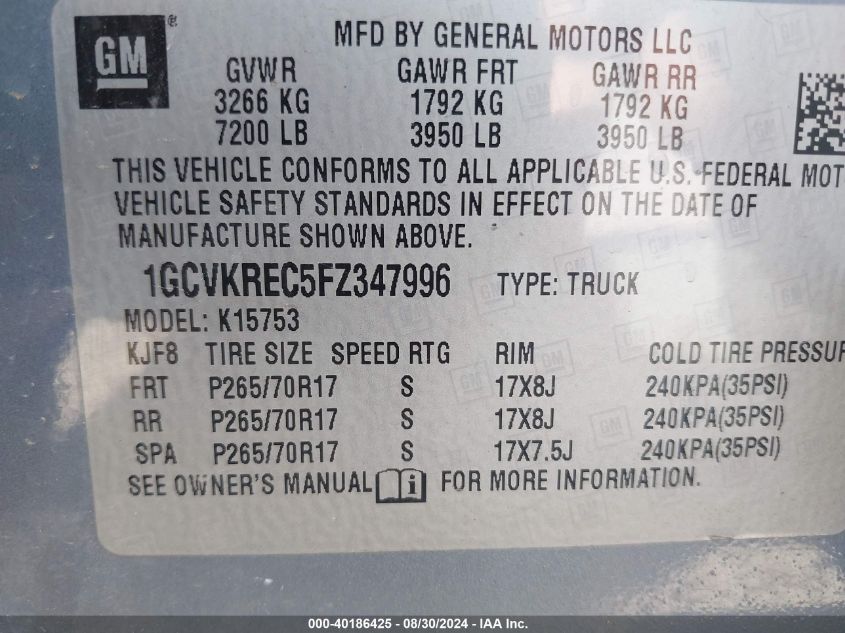 GM®
MFD BY GENERAL MOTORS LLC
GVWR GAWR FRT GAWR RR
3266 KG 1792 KG 1792 KG
7200 LB 3950 LB 3950 LB
THIS VEHICLE CONFORMS TO ALL APPLICABLE U.S. FEDERAL MOT
VEHICLE SAFETY STANDARDS IN EFFECT ON THE DATE OF
MANUFACTURE SHOWN ABOVE.
1GCVKREC5FZ347996 TYPE: TRUCK
MODEL: K15753
KJF8 TIRE SIZE SPEED RTG RIM COLD TIRE PRESSUR
FRT P265/70R17 S 17X8J 240KPA(35PSI)
RR P265/70R17 S 17X8J 240KPA(35PSI)
SPA P265/70R17 S 17X7.5J 240KPA(35PSI)
SEE OWNER'S MANUAL i FOR MORE INFORMATION.
000-40186425 - 08/30/2024 - IAA Inc.